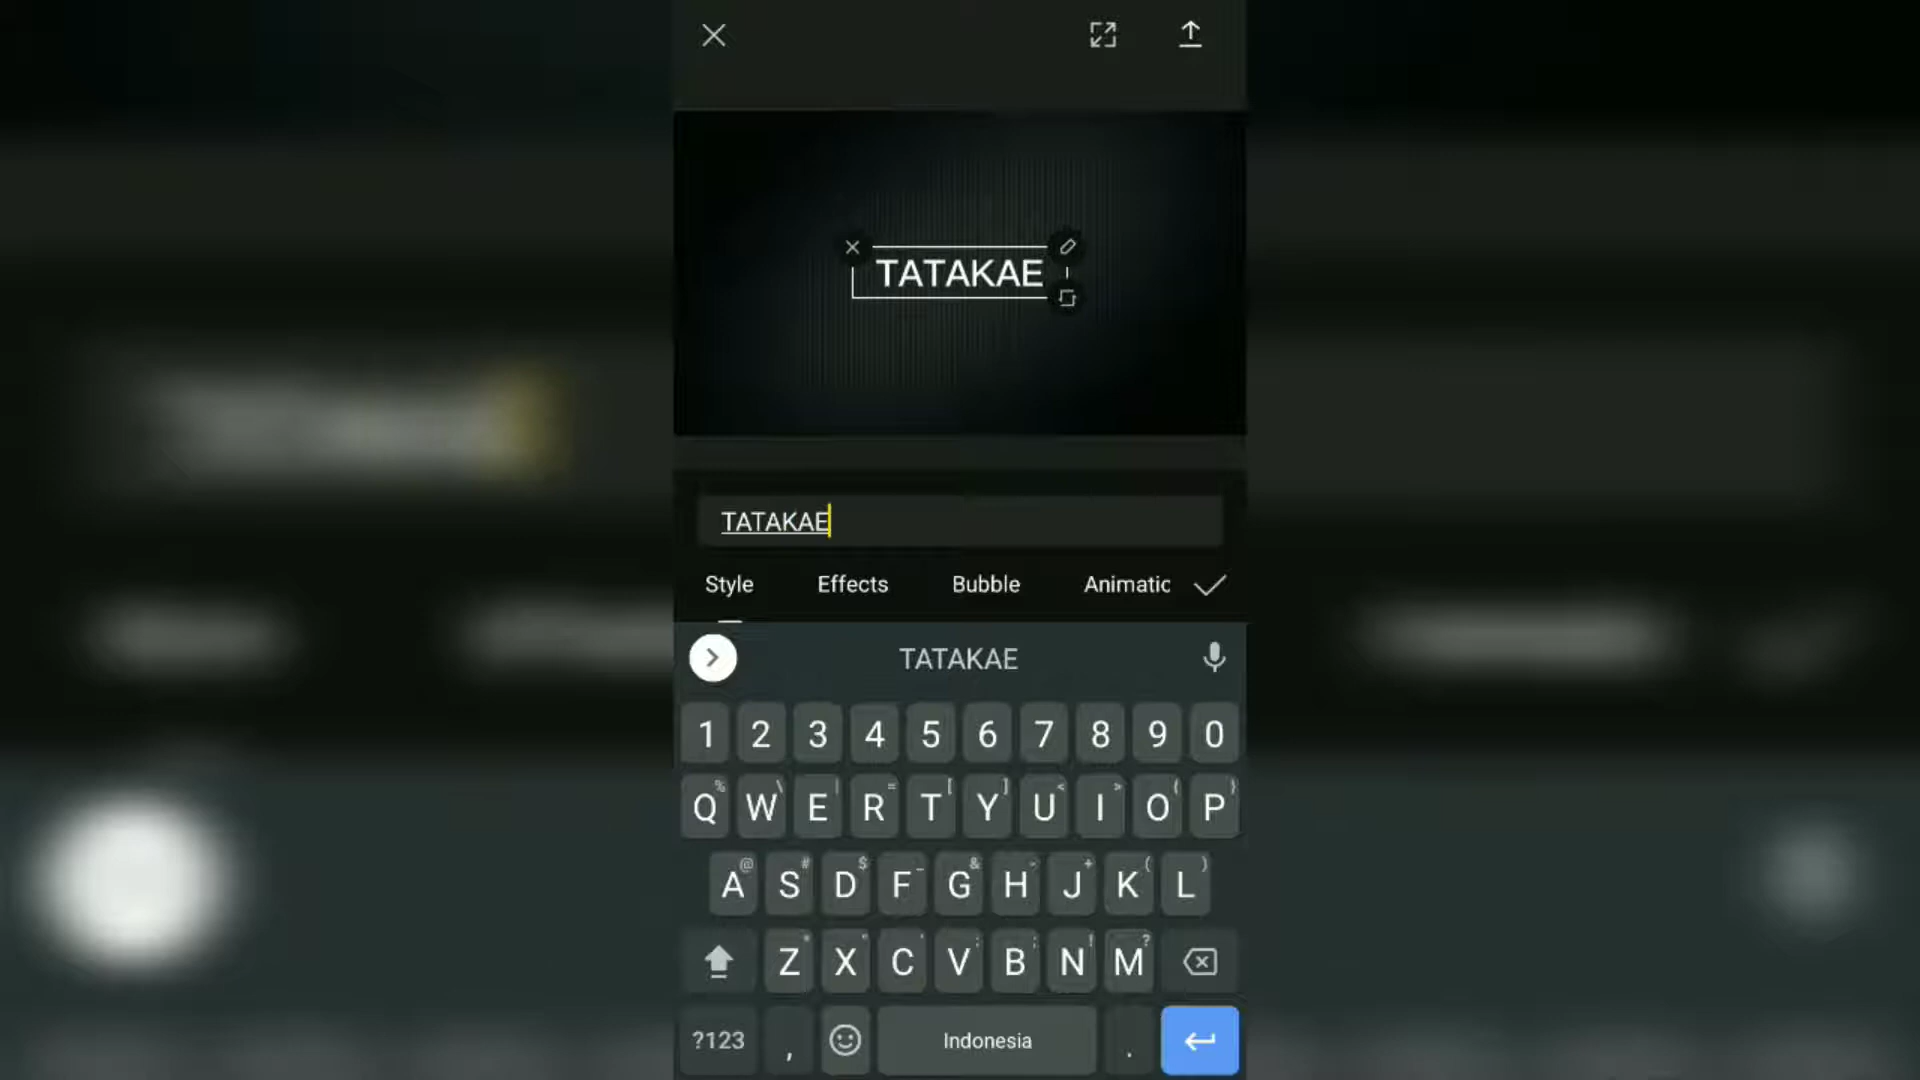 TATAKAE
TATAKAE
Style Effects Bubble Animatic
TATAKAE
1 2 3 4 5 6 7 8 9 0
Q W E R T Y U I O P
A S D F G H J K L
Z X C V B N M
?123 , Indonesia .